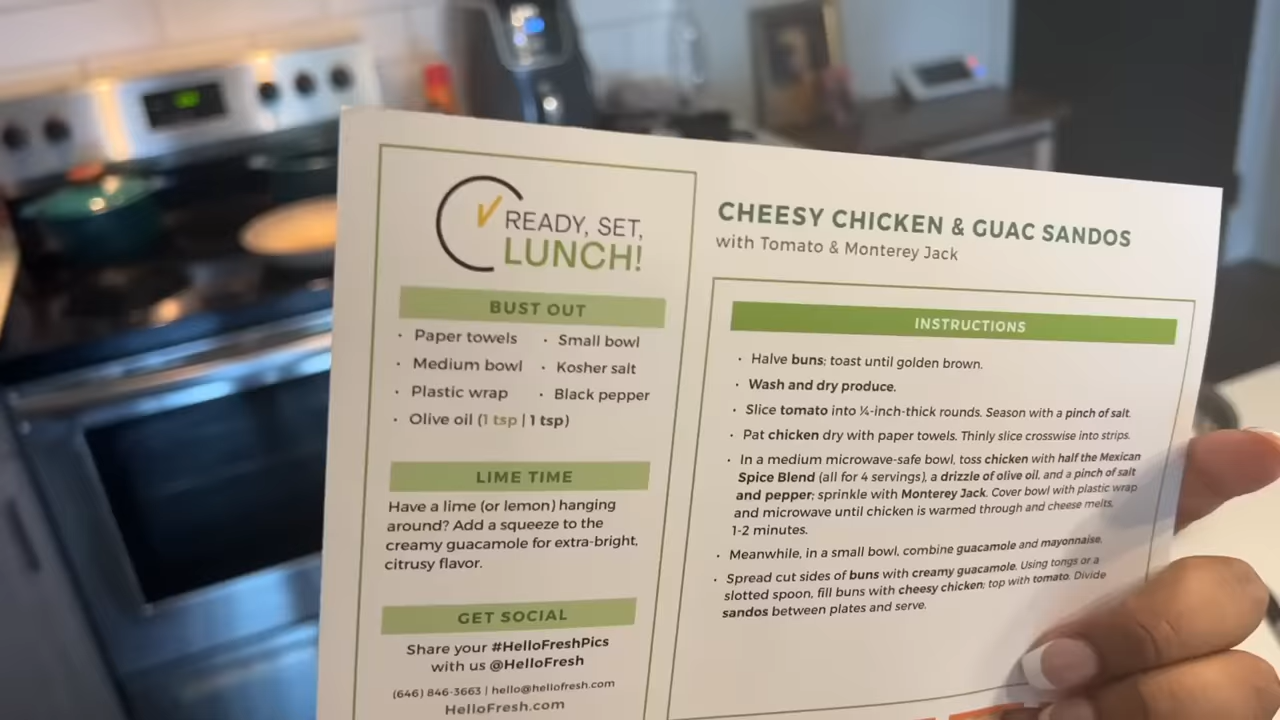 READY, SET,
LUNCH!
BUST OUT
• Paper towels
• Small bowl
• Medium bowl
• Kosher salt
• Plastic wrap
• Black pepper
• Olive oil (1 tsp | 1 tsp)
LIME TIME
Have a lime (or lemon) hanging
around? Add a squeeze to the
creamy guacamole for extra-bright,
citrusy flavor.
GET SOCIAL
Share your #HelloFreshPics
with us @HelloFresh
(646) 846-3663 | hello@hellofresh.com
HelloFresh.com
CHEESY CHICKEN & GUAC SANDOS
with Tomato & Monterey Jack
INSTRUCTIONS
• Halve buns; toast until golden brown.
• Wash and dry produce.
• Slice tomato into ¼-inch-thick rounds. Season with a pinch of salt.
• Pat chicken dry with paper towels. Thinly slice crosswise into strips.
• In a medium microwave-safe bowl, toss chicken with half the Mexican
Spice Blend (all for 4 servings), a drizzle of olive oil, and a pinch of salt
and pepper; sprinkle with Monterey Jack. Cover bowl with plastic wrap
and microwave until chicken is warmed through and cheese melts,
1-2 minutes.
• Meanwhile, in a small bowl, combine guacamole and mayonnaise.
• Spread cut sides of buns with creamy guacamole. Using tongs or a
slotted spoon, fill buns with cheesy chicken; top with tomato. Divide
sandos between plates and serve.